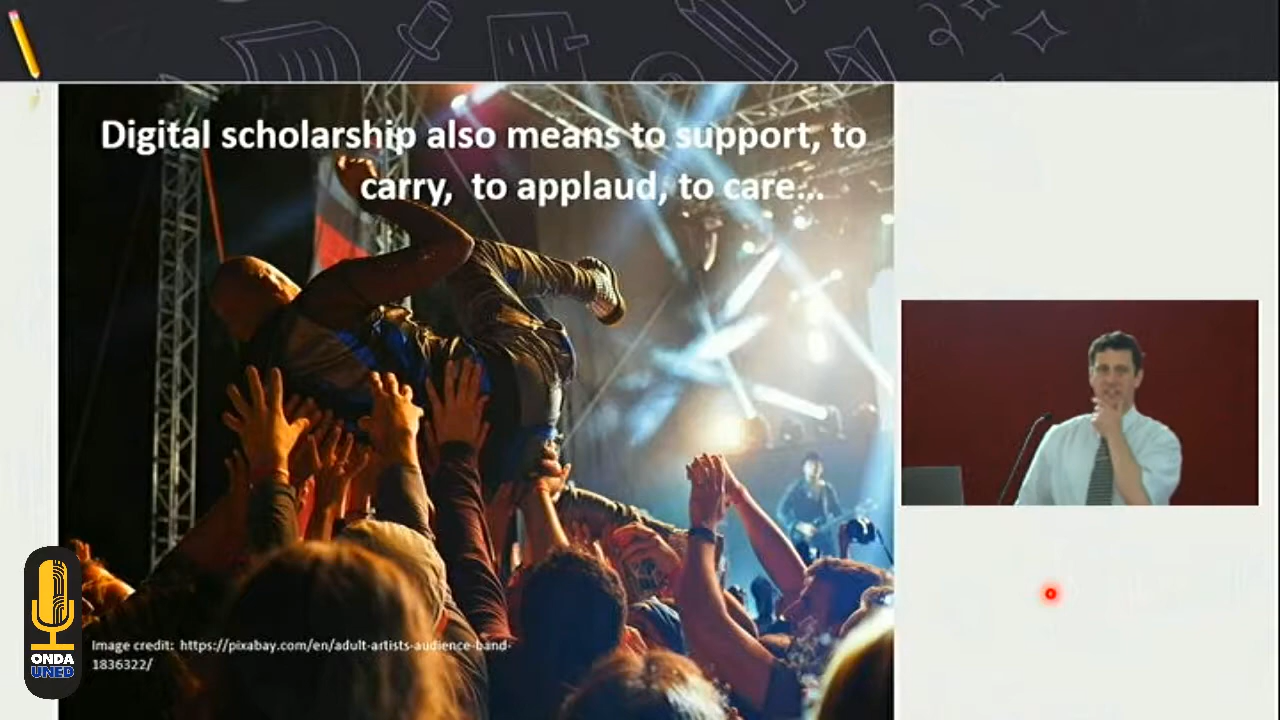 Digital scholarship also means to support, to
carry, to applaud, to care...
Image credit: https://pixabay.com/en/adult-artists-audience-band-
1836322/
ONDA
UNED